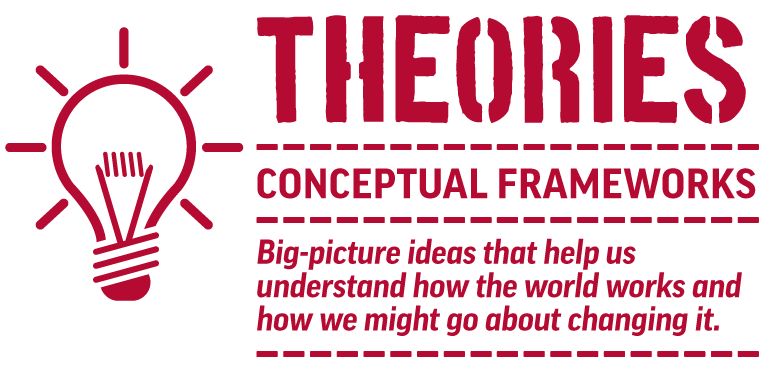 THEORIES
CONCEPTUAL FRAMEWORKS
Big-picture ideas that help us
understand how the world works and
how we might go about changing it.